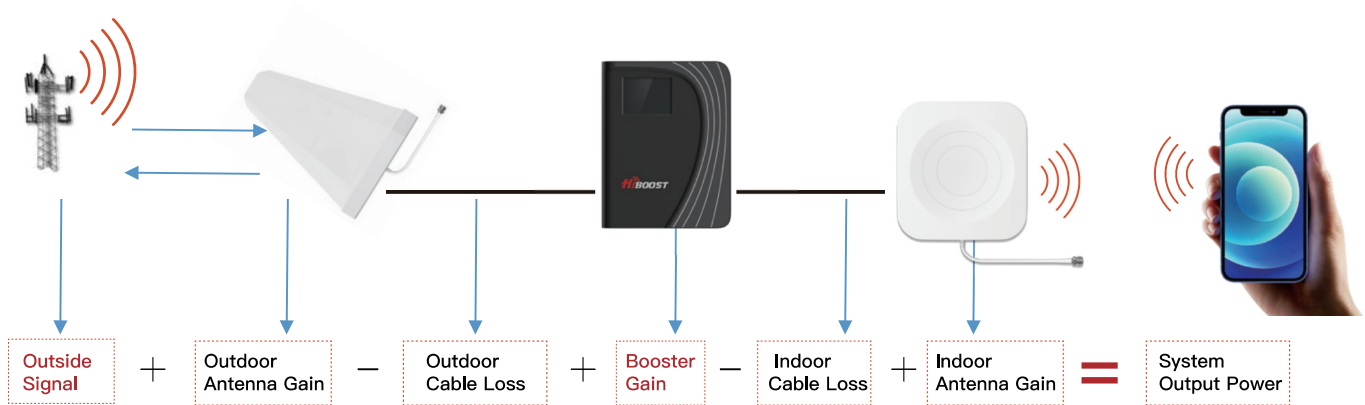 HiBOOST
Outside
Signal
+
Outdoor
Antenna Gain
−
Outdoor
Cable Loss
+
Booster
Gain
−
Indoor
Cable Loss
+
Indoor
Antenna Gain
=
System
Output Power